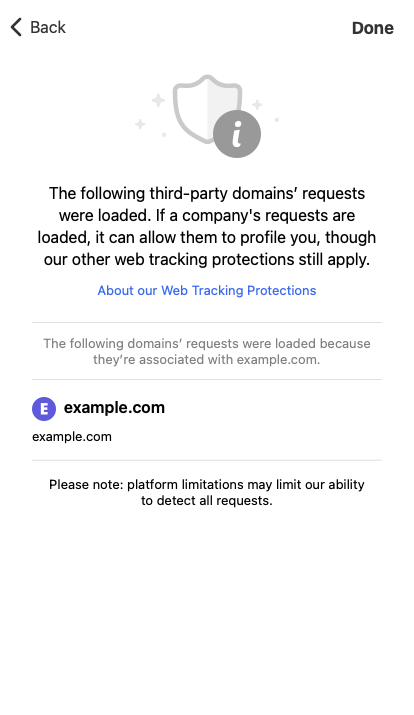 Back
Done
The following third-party domains’ requests
were loaded. If a company's requests are
loaded, it can allow them to profile you, though
our other web tracking protections still apply.
About our Web Tracking Protections
The following domains’ requests were loaded because
they’re associated with example.com.
E example.com
example.com
Please note: platform limitations may limit our ability
to detect all requests.